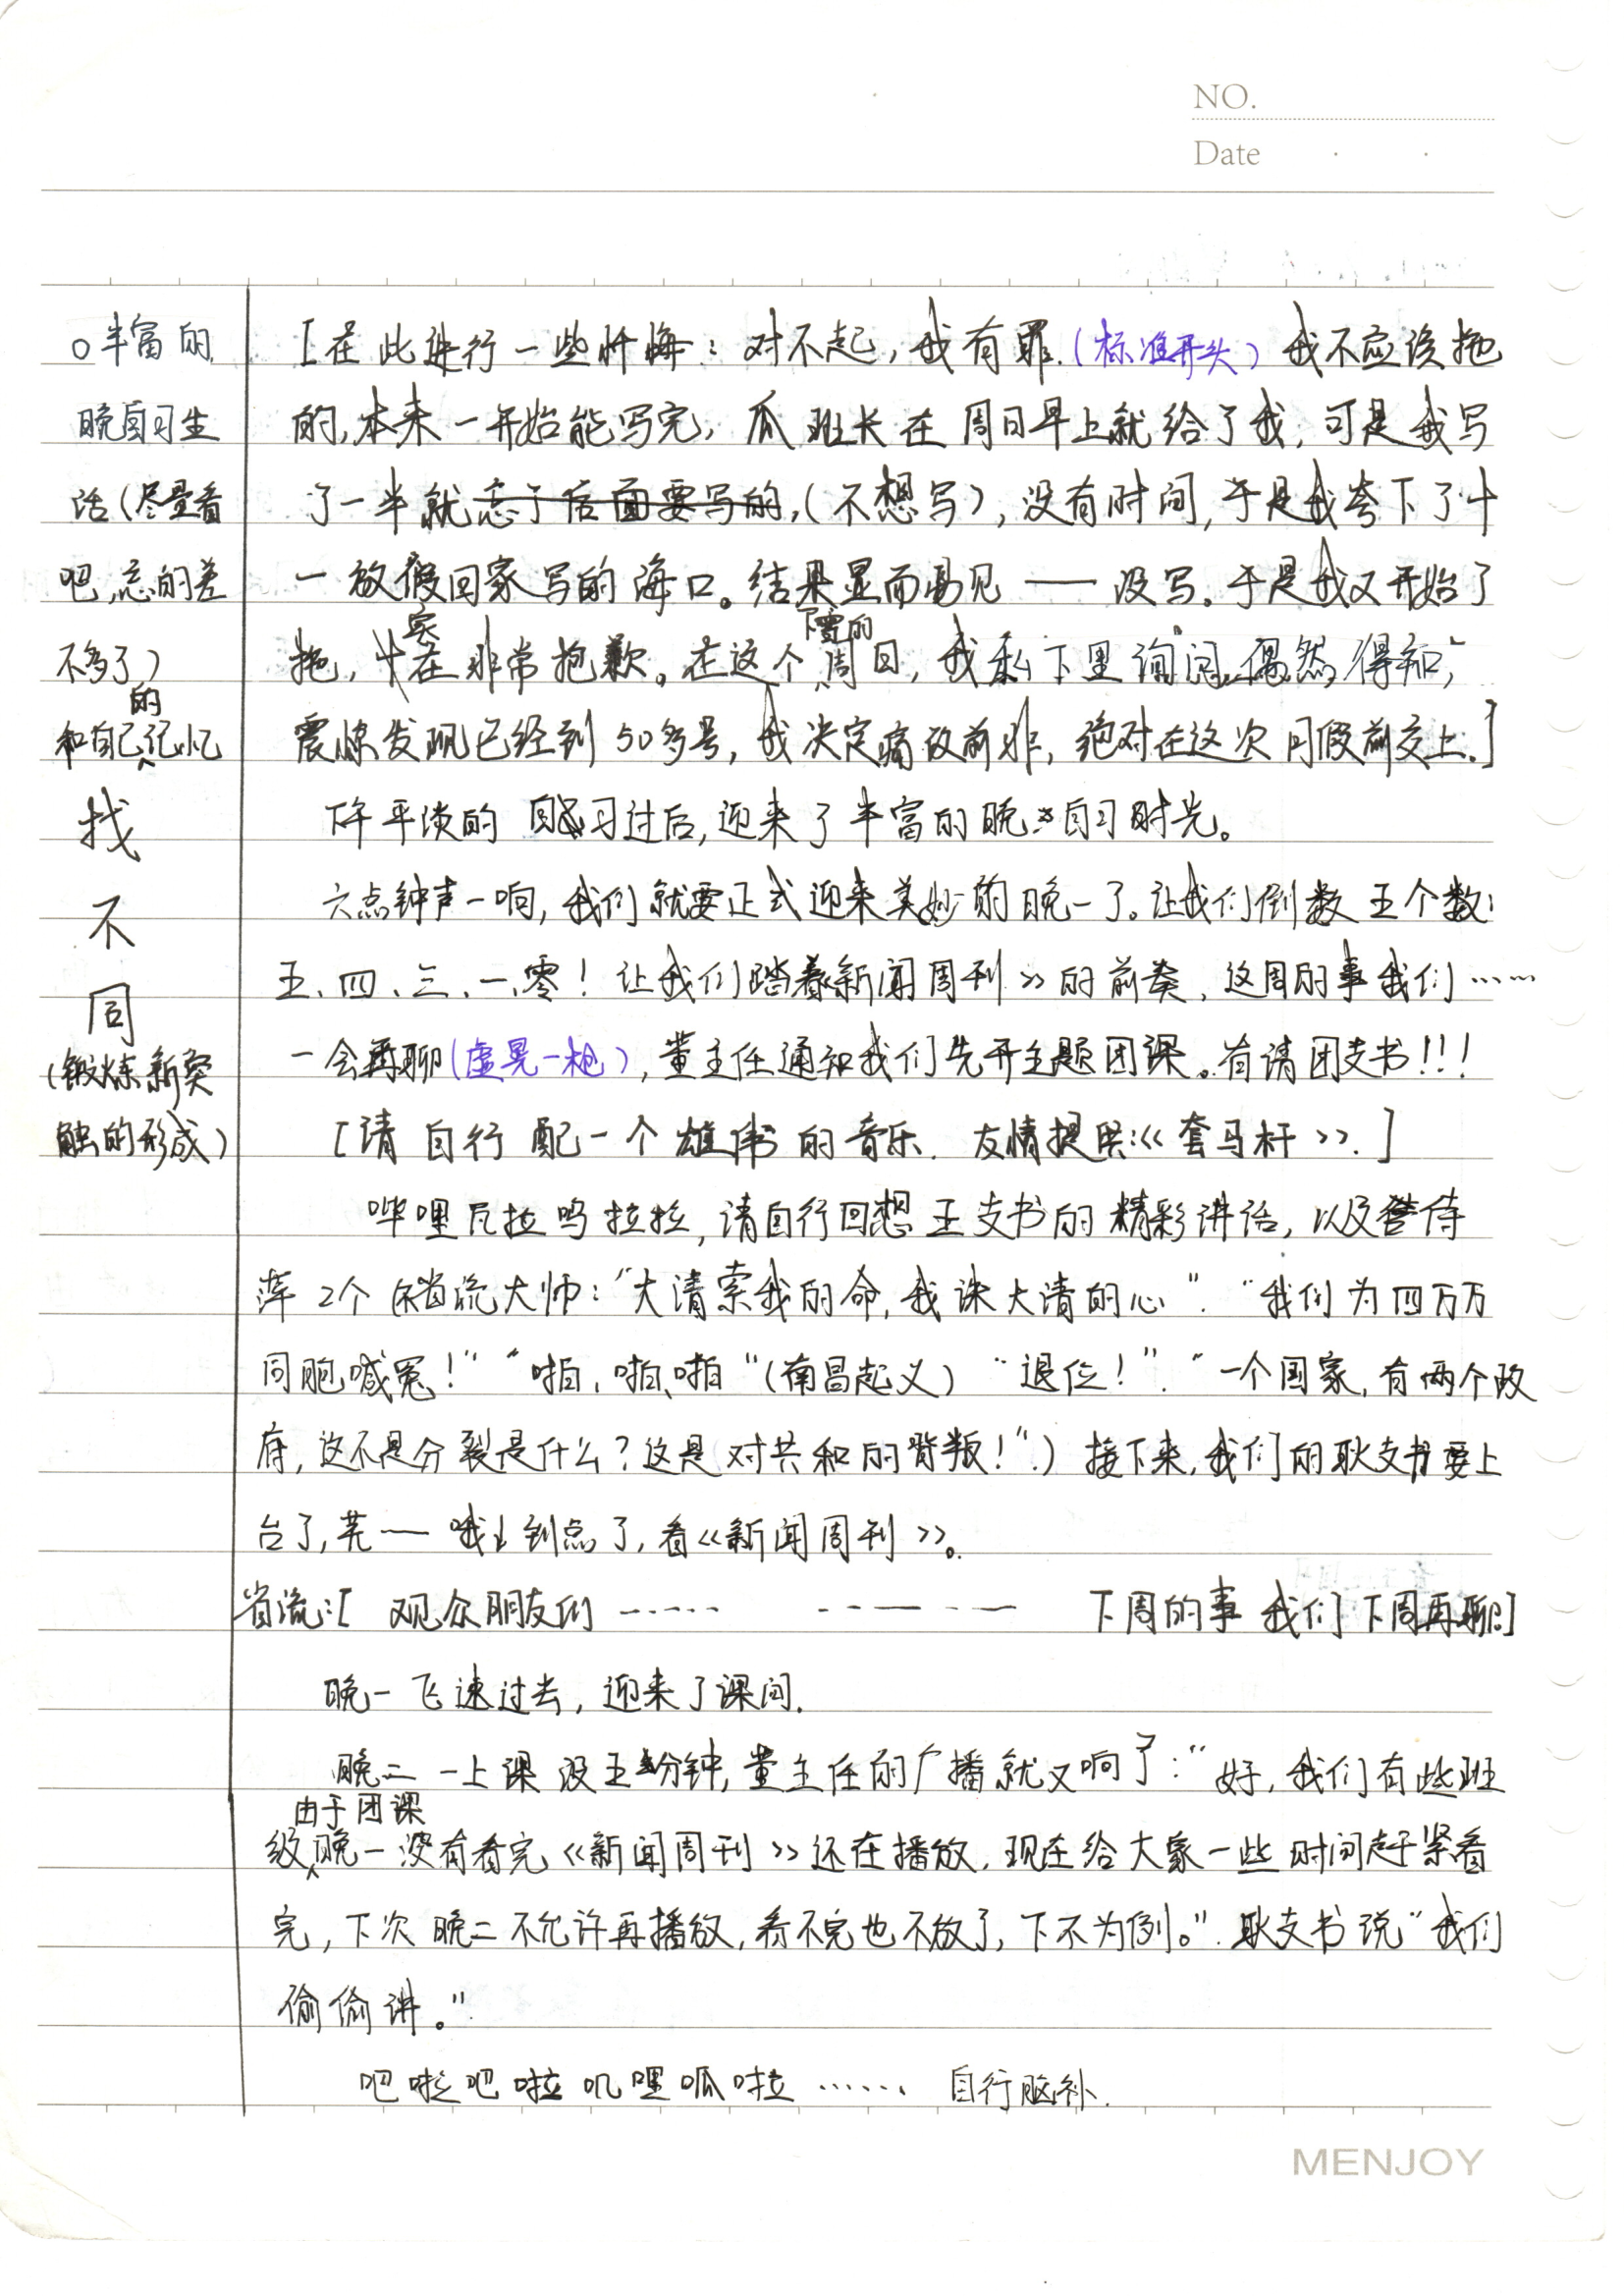 NO.
Date
○丰富的
晚自习生
活(尽量看
吧,忘的差
不多了)
和自己的记忆
找
不
同
(锻炼新突
触的形成)
[在此进行一些忏悔:对不起,我有罪.(标准开头)我不应该拖
的,本来一开始能写完,瓜班长在周日早上就给了我,可是我写
了一半就忘了后面要写的,(不想写),没有时间,于是我夸下了十
一放假回家写的海口。结果显而易见——没写。于是我又开始了
拖,实在非常抱歉。在这个周日,我私下里询问,偶然得知,
震惊发现已经到50多号,我决定痛改前非,绝对在这次月假前交上.]
下午平淡的自习过后,迎来了丰富的晚自习时光。
六点钟声一响,我们就要正式迎来美妙的晚一了。让我们倒数五个数:
五、四、三、一、零!让我们踏着新闻周刊》的前奏,这周的事我们……
一会再聊(虚晃一枪),董主任通知我们先开主题团课。有请团支书!!!
[请自行配一个雄伟的音乐.友情提供:《套马杆》.]
哔哩瓦拉呜拉拉,请自行回想王支书的精彩讲话,以及
2个 省流大师:"大清索我的命,我诛大清的心"."我们为四万万
同胞喊冤!""啪,啪,啪"(南昌起义)"退位!"."一个国家,有两个政
府,这不是分裂是什么?这是对共和的背叛!".)接下来,我们的耿支书要上
台了,芜——哦,到点了,看《新闻周刊》。
省流:[观众朋友们…… ………… 下周的事我们下周再聊]
晚一飞速过去,迎来了课间.
晚二一上课没五分钟,董主任的广播就又响了:"好,我们有些班
级由于团课晚一没有看完《新闻周刊》还在播放,现在给大家一些时间赶紧看
完,下次晚二不允许再播放,看不完也不放了,下不为例。".耿支书说"我们
偷偷讲。"
吧啦吧啦叽哩呱啦…… 自行脑补.
MENJOY